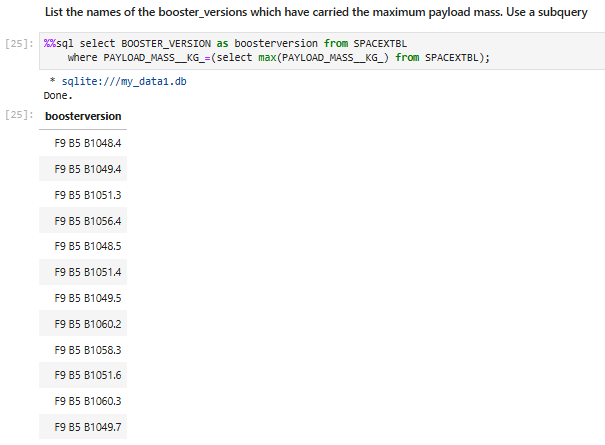 List the names of the booster_versions which have carried the maximum payload mass. Use a subquery
[25]: %%sql select BOOSTER_VERSION as boosterversion from SPACEXTBL
where PAYLOAD_MASS__KG_=(select max(PAYLOAD_MASS__KG_) from SPACEXTBL);
* sqlite:///my_data1.db
Done.
[25]: boosterversion
F9 B5 B1048.4
F9 B5 B1049.4
F9 B5 B1051.3
F9 B5 B1056.4
F9 B5 B1048.5
F9 B5 B1051.4
F9 B5 B1049.5
F9 B5 B1060.2
F9 B5 B1058.3
F9 B5 B1051.6
F9 B5 B1060.3
F9 B5 B1049.7